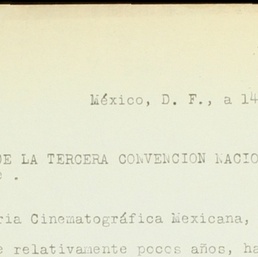 México, D. F., a 14
DE LA TERCERA CONVENCION NACIO
.
ria Cinematográfica Mexicana,
e relativamente pocos años, ha